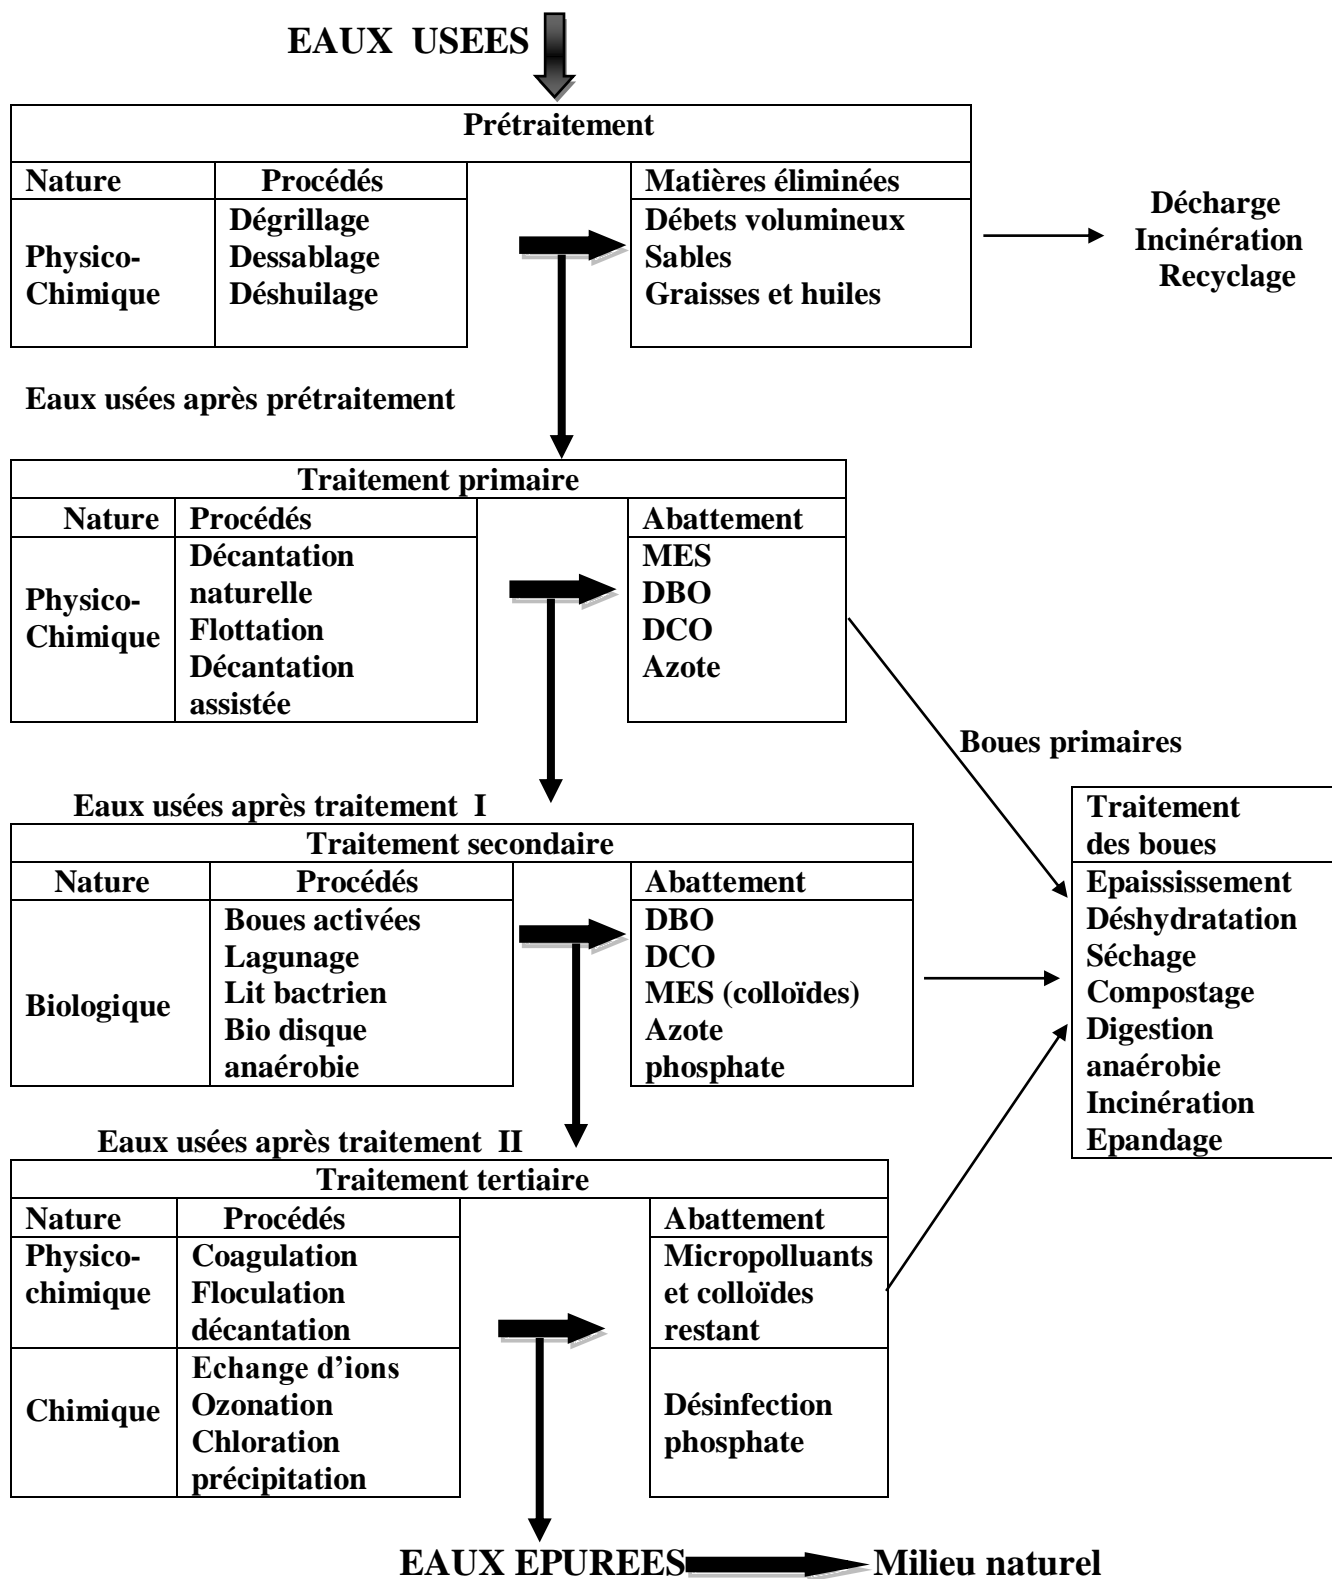 EAUX USEES
Prétraitement
Nature
Procédés
Matières éliminées
Physico-
Chimique
Dégrillage
Dessablage
Déshuilage
Débets volumineux
Sables
Graisses et huiles
Décharge
Incinération
Recyclage
Eaux usées après prétraitement
Traitement primaire
Nature
Procédés
Abattement
Physico-
Chimique
Décantation
naturelle
Flottation
Décantation
assistée
MES
DBO
DCO
Azote
Boues primaires
Eaux usées après traitement I
Traitement secondaire
Nature
Procédés
Abattement
Biologique
Boues activées
Lagunage
Lit bactrien
Bio disque
anaérobie
DBO
DCO
MES (colloïdes)
Azote
phosphate
Traitement
des boues
Epaississement
Déshydratation
Séchage
Compostage
Digestion
anaérobie
Incinération
Epandage
Eaux usées après traitement II
Traitement tertiaire
Nature
Procédés
Abattement
Physico-
chimique
Coagulation
Floculation
décantation
Micropolluants
et colloïdes
restant
Chimique
Echange d’ions
Ozonation
Chloration
précipitation
Désinfection
phosphate
EAUX EPUREES
Milieu naturel